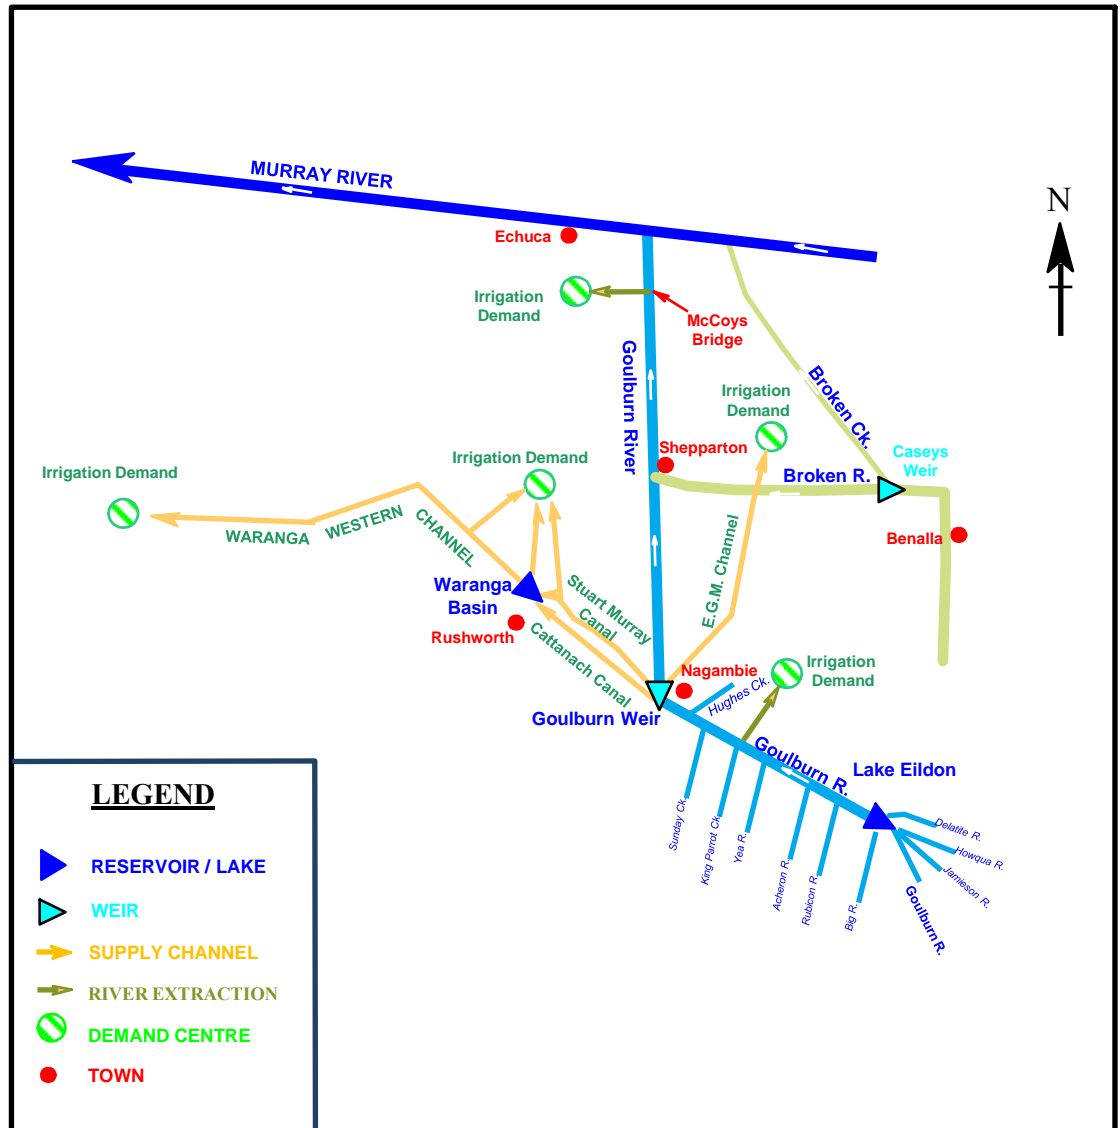 MURRAY RIVER
N
Echuca
Irrigation
Demand
McCoys
Bridge
Goulburn River
Broken Ck.
Irrigation
Demand
Caseys
Weir
Shepparton
Broken R.
Irrigation Demand
Irrigation Demand
WARANGA
WESTERN
CHANNEL
Benalla
E.G.M. Channel
Waranga
Basin
Stuart Murray
Canal
Rushworth
Cattanach Canal
Nagambie
Irrigation
Demand
Hughes Ck.
Goulburn Weir
Goulburn R.
Lake Eildon
Sunday Ck.
King Parrot Ck.
Yea R.
Acheron R.
Rubicon R.
Big R.
Delatite R.
Howqua R.
Jamieson R.
Goulburn R.
LEGEND
RESERVOIR / LAKE
WEIR
SUPPLY CHANNEL
RIVER EXTRACTION
DEMAND CENTRE
TOWN